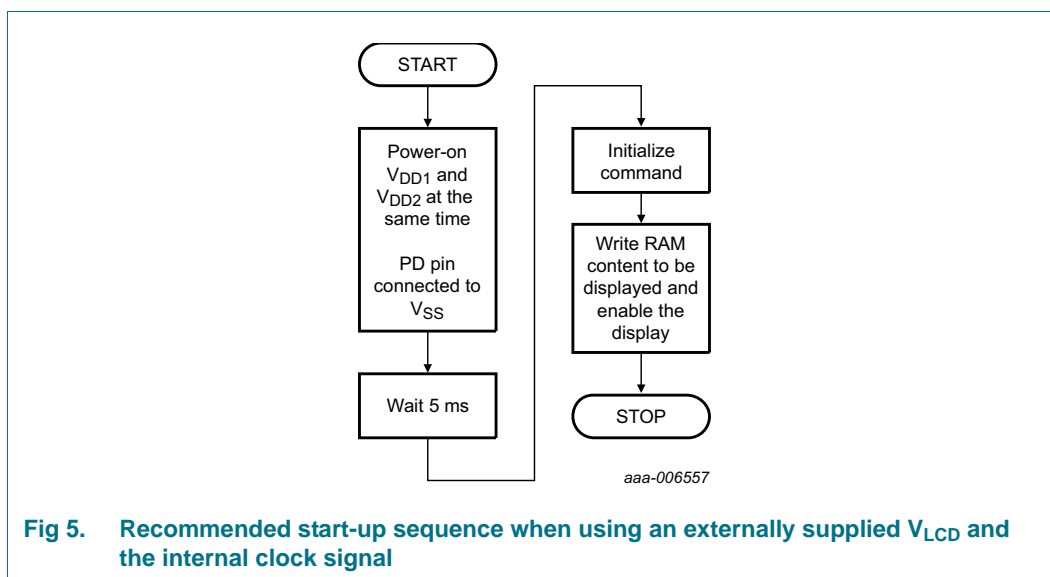 START
Power-on
VDD1 and
VDD2 at the
same time
PD pin
connected to
VSS
Wait 5 ms
Initialize
command
Write RAM
content to be
displayed and
enable the
display
STOP
aaa-006557
Fig 5. Recommended start-up sequence when using an externally supplied VLCD and
the internal clock signal